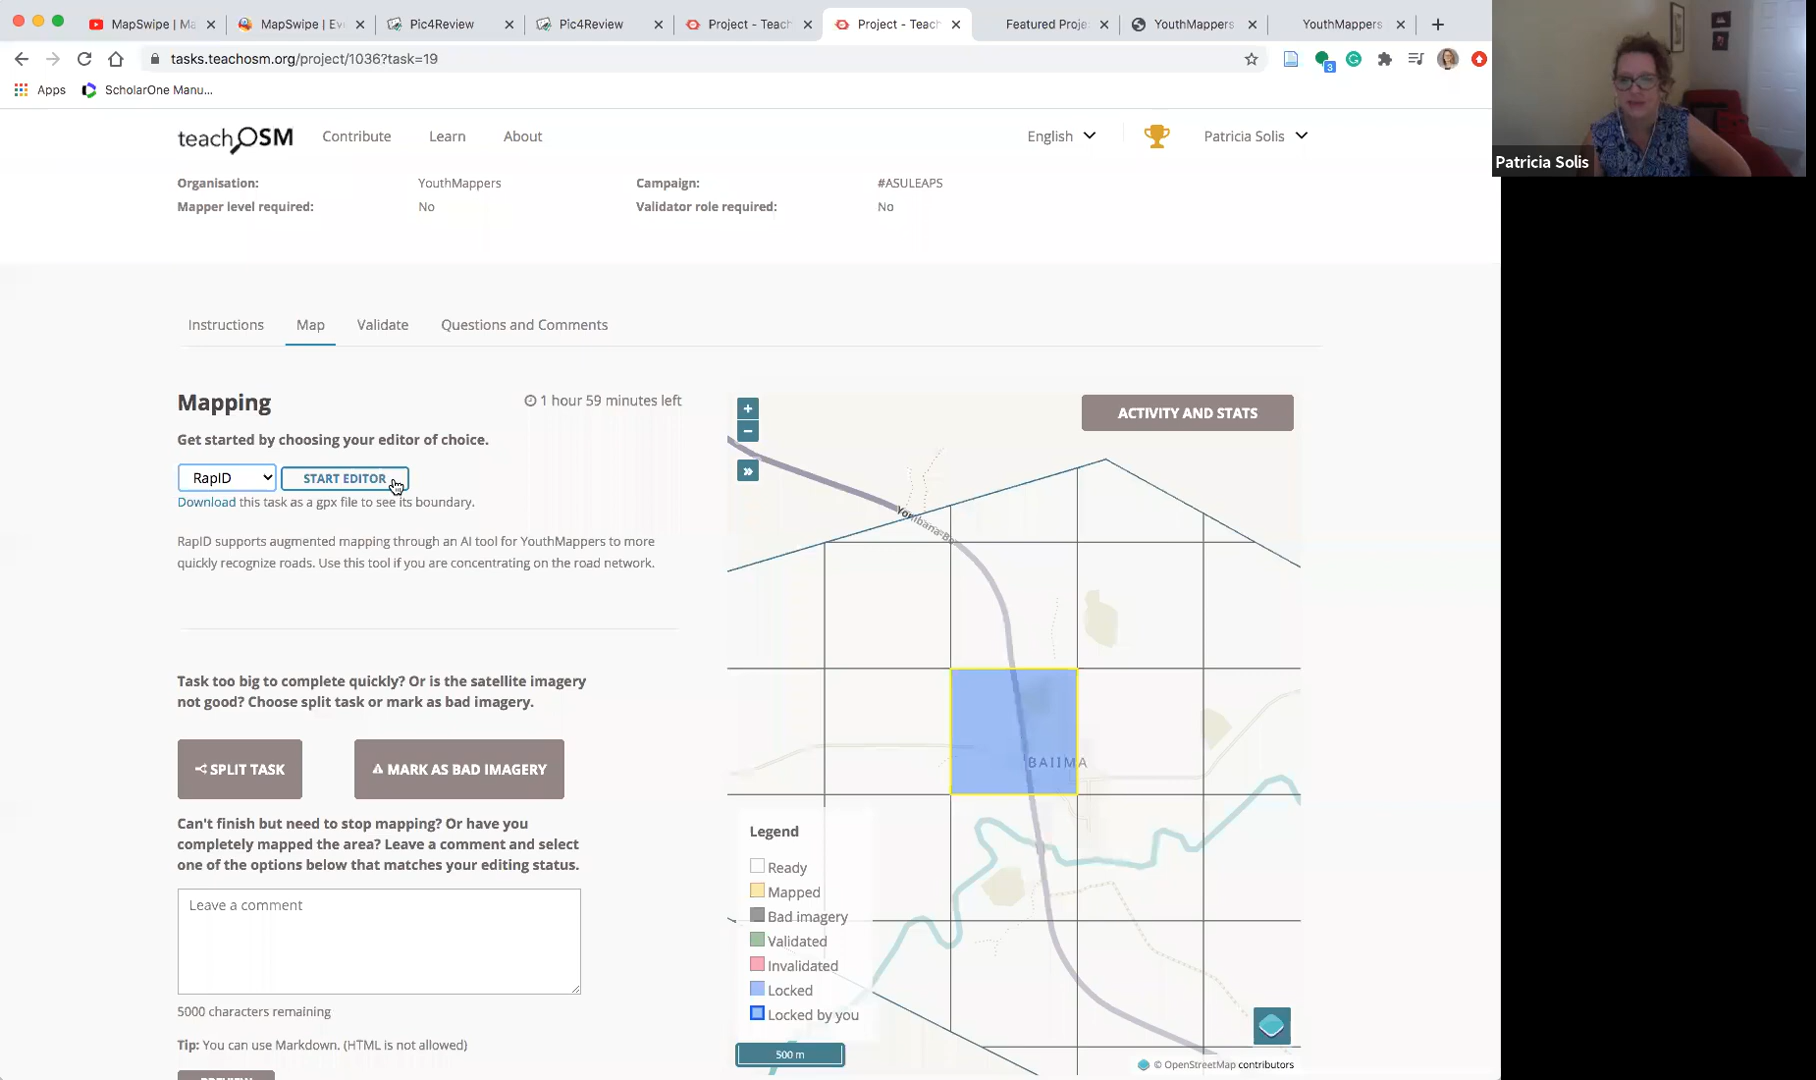 MapSwipe | Ma
MapSwipe | Eve
Pic4Review
Pic4Review
Project - Teach
Project - Teach
Featured Proje
YouthMappers
YouthMappers
tasks.teachosm.org/project/1036?task=19
3
Apps
ScholarOne Manu...
teachOSM
Contribute
Learn
About
English
Patricia Solis
Patricia Solis
Organisation:
YouthMappers
Campaign:
#ASULEAPS
Mapper level required:
No
Validator role required:
No
Instructions
Map
Validate
Questions and Comments
Mapping
1 hour 59 minutes left
Get started by choosing your editor of choice.
RapID
START EDITOR
Download this task as a gpx file to see its boundary.
RapID supports augmented mapping through an AI tool for YouthMappers to more
quickly recognize roads. Use this tool if you are concentrating on the road network.
Task too big to complete quickly? Or is the satellite imagery
not good? Choose split task or mark as bad imagery.
SPLIT TASK
MARK AS BAD IMAGERY
Can't finish but need to stop mapping? Or have you
completely mapped the area? Leave a comment and select
one of the options below that matches your editing status.
Leave a comment
5000 characters remaining
Tip: You can use Markdown. (HTML is not allowed)
PREVIEW
+
−
»
ACTIVITY AND STATS
BAIIMA
Legend
Ready
Mapped
Bad imagery
Validated
Invalidated
Locked
Locked by you
500 m
© OpenStreetMap contributors